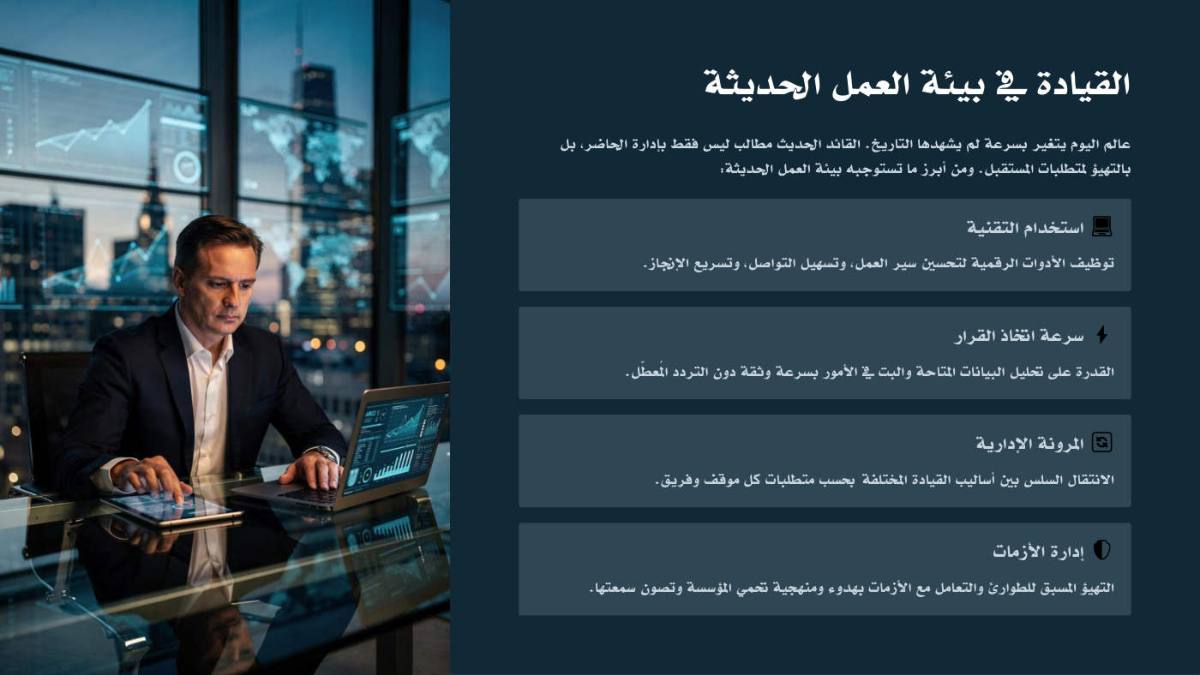 القيادة في بيئة العمل الحديثة
عالم اليوم يتغير بسرعة لم يشهدها التاريخ. القائد الحديث مطالب ليس فقط بإدارة الحاضر، بل
بالتهيؤ لمتطلبات المستقبل. ومن أبرز ما تستوجبه بيئة العمل الحديثة:
استخدام التقنية
توظيف الأدوات الرقمية لتحسين سير العمل، وتسهيل التواصل، وتسريع الإنجاز.
سرعة اتخاذ القرار
القدرة على تحليل البيانات المتاحة والبت في الأمور بسرعة وثقة دون التردد المُعطّل.
المرونة الإدارية
الانتقال السلس بين أساليب القيادة المختلفة بحسب متطلبات كل موقف وفريق.
إدارة الأزمات
التهيؤ المسبق للطوارئ والتعامل مع الأزمات بهدوء ومنهجية تحمي المؤسسة وتصون سمعتها.